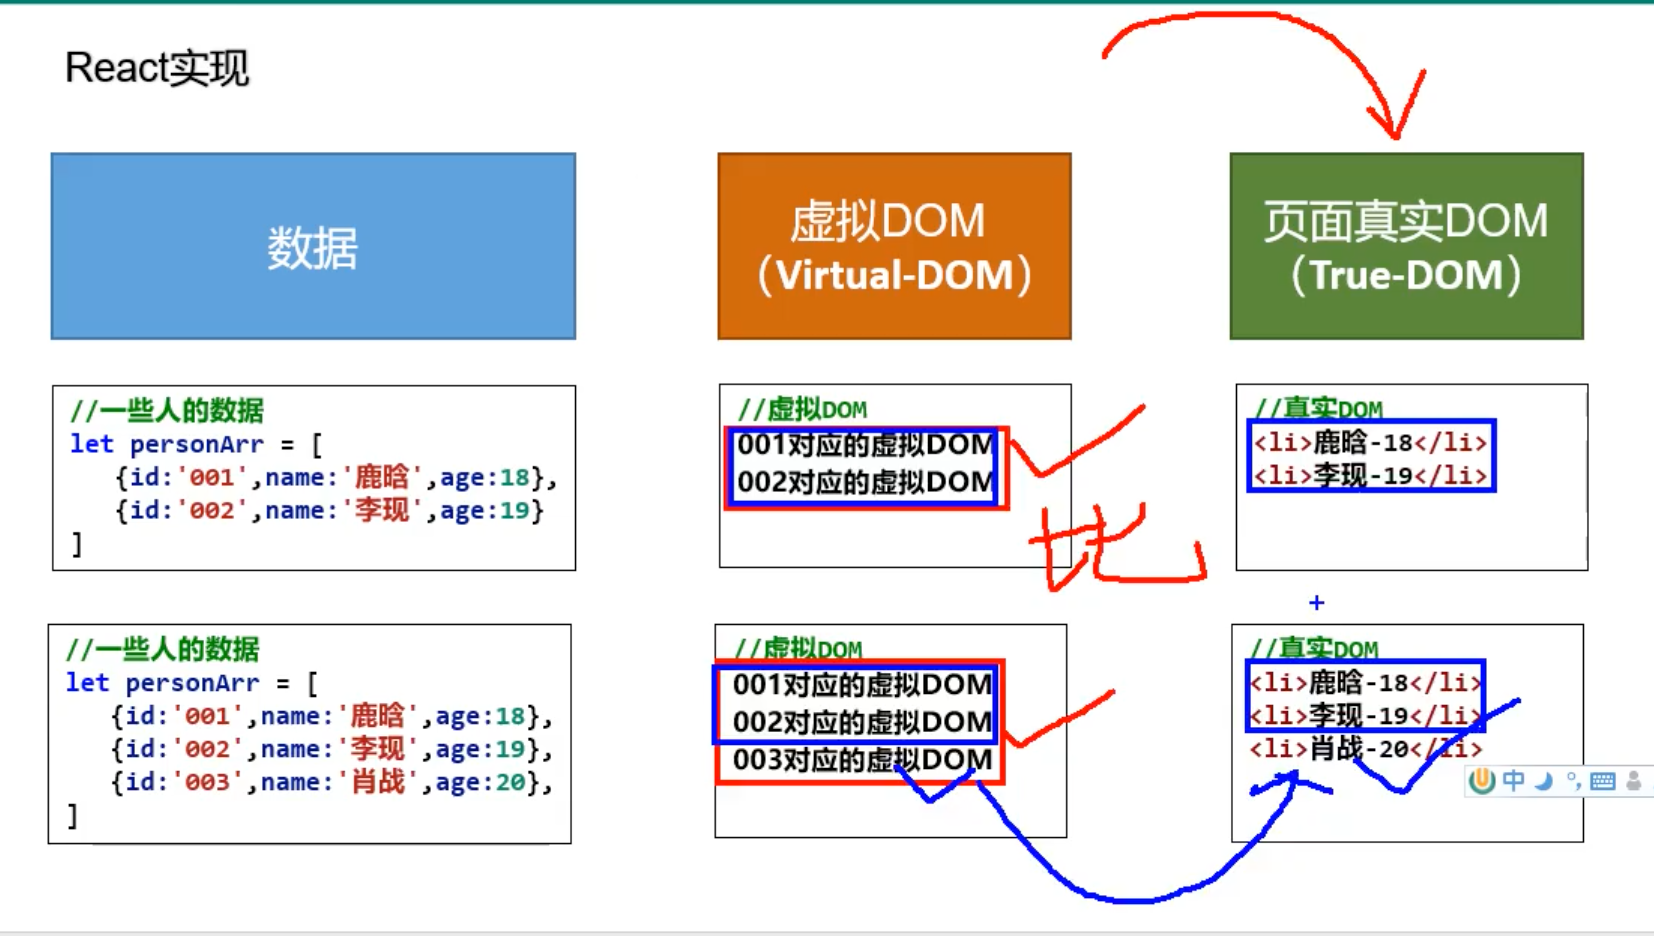 React实现
数据
虚拟DOM
（Virtual-DOM）
页面真实DOM
（True-DOM）
//一些人的数据
let personArr = [
{id:'001',name:'鹿晗',age:18},
{id:'002',name:'李现',age:19}
]
//虚拟DOM
001对应的虚拟DOM
002对应的虚拟DOM
比
//真实DOM
<li>鹿晗-18</li>
<li>李现-19</li>
//一些人的数据
let personArr = [
{id:'001',name:'鹿晗',age:18},
{id:'002',name:'李现',age:19},
{id:'003',name:'肖战',age:20},
]
//虚拟DOM
001对应的虚拟DOM
002对应的虚拟DOM
003对应的虚拟DOM
//真实DOM
<li>鹿晗-18</li>
<li>李现-19</li>
<li>肖战-20</li>
中